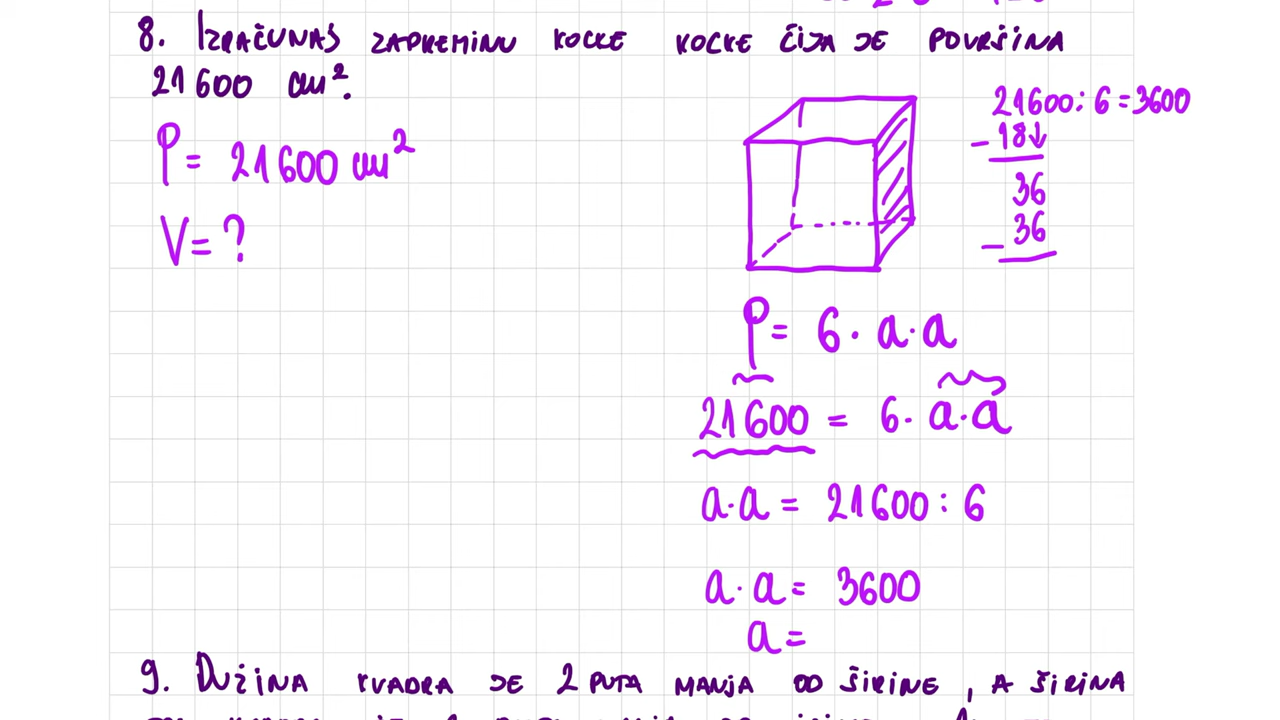 8. IZRAČUNAJ ZAPREMINU KOCKE KOCKE ČIJA JE POVRŠINA
21600 cm².
P = 21600 cm²
V = ?
21600 : 6 = 3600
- 18↓
36
- 36
P = 6 · a · a
21600 = 6 · a · a
a · a = 21600 : 6
a · a = 3600
a =
9. DUŽINA KVADRA JE 2 PUTA MANJA OD ŠIRINE, A ŠIRINA